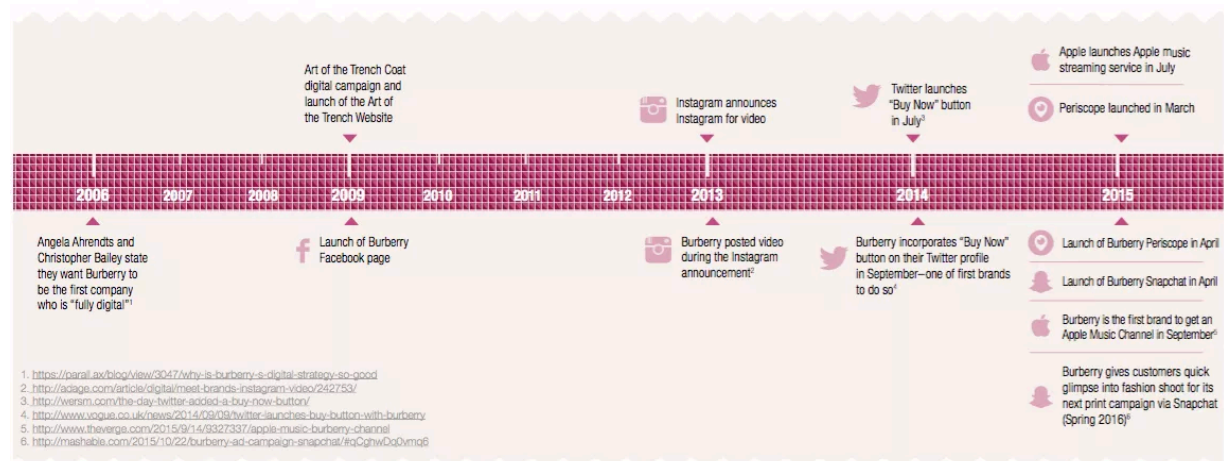 Art of the Trench Coat
digital campaign and
launch of the Art of
the Trench Website
Instagram announces
Instagram for video
Twitter launches
"Buy Now" button
in July3
Apple launches Apple music
streaming service in July
Periscope launched in March
2006
2007
2008
2009
2010
2011
2012
2013
2014
2015
Angela Ahrendts and
Christopher Bailey state
they want Burberry to
be the first company
who is "fully digital"1
Launch of Burberry
Facebook page
Burberry posted video
during the Instagram
announcement2
Burberry incorporates "Buy Now"
button on their Twitter profile
in September—one of first brands
to do so4
Launch of Burberry Periscope in April
Launch of Burberry Snapchat in April
Burberry is the first brand to get an
Apple Music Channel in September5
Burberry gives customers quick
glimpse into fashion shoot for its
next print campaign via Snapchat
(Spring 2016)6
1. https://parall.ax/blog/view/3047/why-is-burberry-s-digital-strategy-so-good
2. http://adage.com/article/digital/meet-brands-instagram-video/242753/
3. http://wersm.com/the-day-twitter-added-a-buy-now-button/
4. http://www.vogue.co.uk/news/2014/09/09/twitter-launches-buy-button-with-burberry
5. http://www.theverge.com/2015/9/14/9327337/apple-music-burberry-channel
6. http://mashable.com/2015/10/22/burberry-ad-campaign-snapchat/#qCghwDq0vmq6